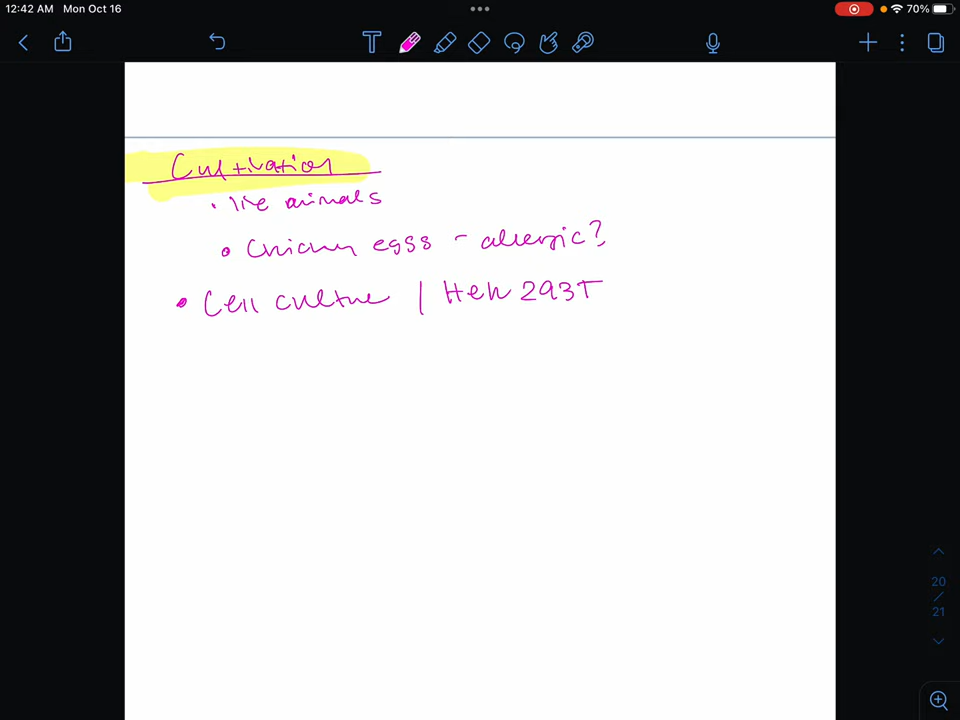 12:42 AM Mon Oct 16
70%
T
Cultivation
• live animals
• Chicken eggs - allergic?
• Cell culture | Hek 293T
20
/
21